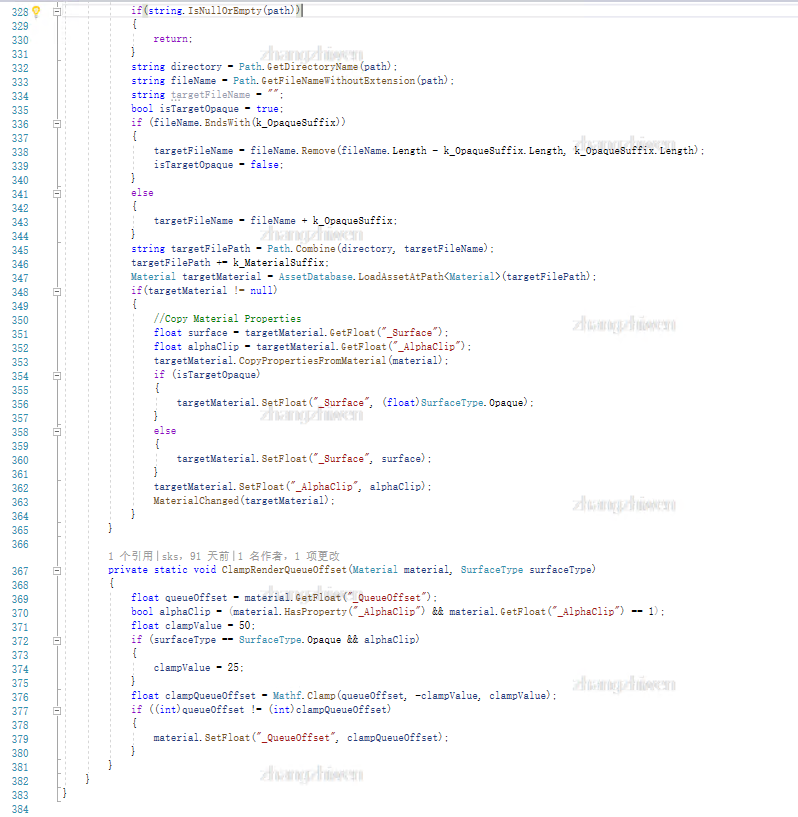 328 if(string.IsNullOrEmpty(path))
329 {
330 return;
331 }
332 string directory = Path.GetDirectoryName(path);
333 string fileName = Path.GetFileNameWithoutExtension(path);
334 string targetFileName = "";
335 bool isTargetOpaque = true;
336 if (fileName.EndsWith(k_OpaqueSuffix))
337 {
338 targetFileName = fileName.Remove(fileName.Length - k_OpaqueSuffix.Length, k_OpaqueSuffix.Length);
339 isTargetOpaque = false;
340 }
341 else
342 {
343 targetFileName = fileName + k_OpaqueSuffix;
344 }
345 string targetFilePath = Path.Combine(directory, targetFileName);
346 targetFilePath += k_MaterialSuffix;
347 Material targetMaterial = AssetDatabase.LoadAssetAtPath<Material>(targetFilePath);
348 if(targetMaterial != null)
349 {
350 //Copy Material Properties
351 float surface = targetMaterial.GetFloat("_Surface");
352 float alphaClip = targetMaterial.GetFloat("_AlphaClip");
353 targetMaterial.CopyPropertiesFromMaterial(material);
354 if (isTargetOpaque)
355 {
356 targetMaterial.SetFloat("_Surface", (float)SurfaceType.Opaque);
357 }
358 else
359 {
360 targetMaterial.SetFloat("_Surface", surface);
361 }
362 targetMaterial.SetFloat("_AlphaClip", alphaClip);
363 MaterialChanged(targetMaterial);
364 }
365 }
366
1 个引用|sks，91 天前|1 名作者，1 项更改
367 private static void ClampRenderQueueOffset(Material material, SurfaceType surfaceType)
368 {
369 float queueOffset = material.GetFloat("_QueueOffset");
370 bool alphaClip = (material.HasProperty("_AlphaClip") && material.GetFloat("_AlphaClip") == 1);
371 float clampValue = 50;
372 if (surfaceType == SurfaceType.Opaque && alphaClip)
373 {
374 clampValue = 25;
375 }
376 float clampQueueOffset = Mathf.Clamp(queueOffset, -clampValue, clampValue);
377 if ((int)queueOffset != (int)clampQueueOffset)
378 {
379 material.SetFloat("_QueueOffset", clampQueueOffset);
380 }
381 }
382 }
383 }
384
zhangzhiwen
zhangzhiwen
zhangzhiwen
zhangzhiwen
zhangzhiwen
zhangzhiwen
zhangzhiwen
zhangzhiwen
zhangzhiwen